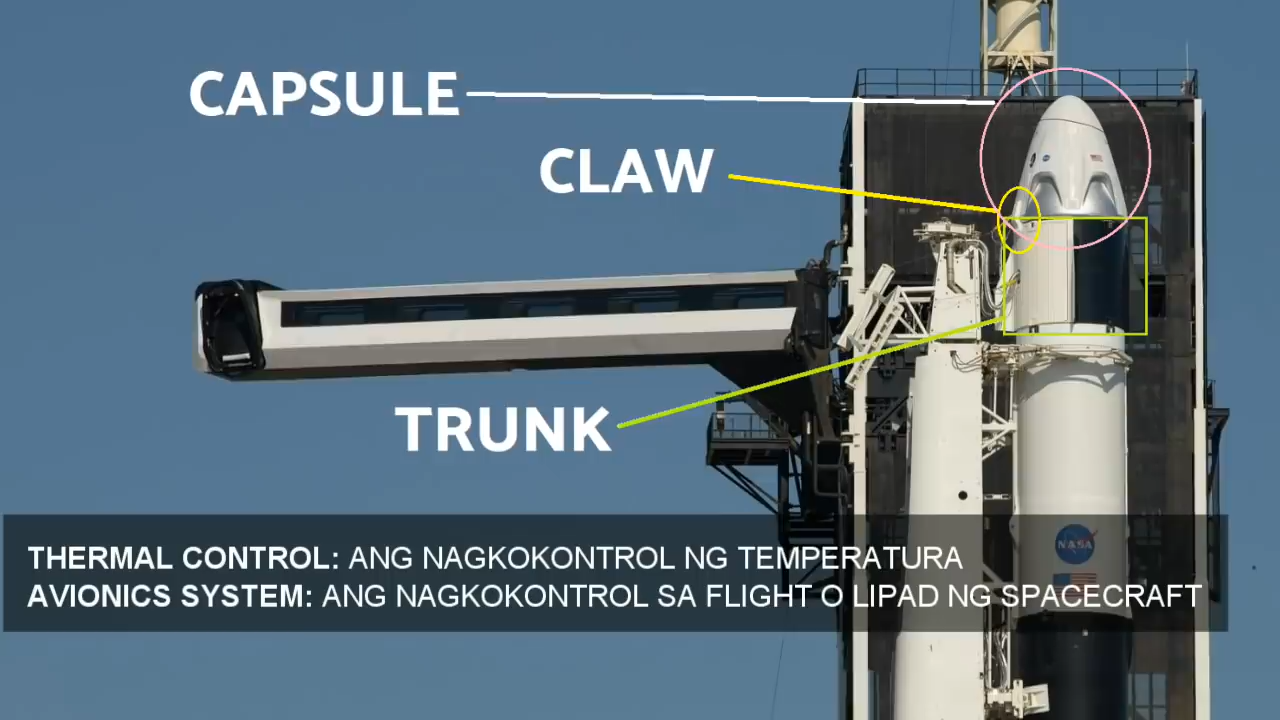 CAPSULE
CLAW
TRUNK
THERMAL CONTROL: ANG NAGKOKONTROL NG TEMPERATURA
AVIONICS SYSTEM: ANG NAGKOKONTROL SA FLIGHT O LIPAD NG SPACECRAFT
NASA